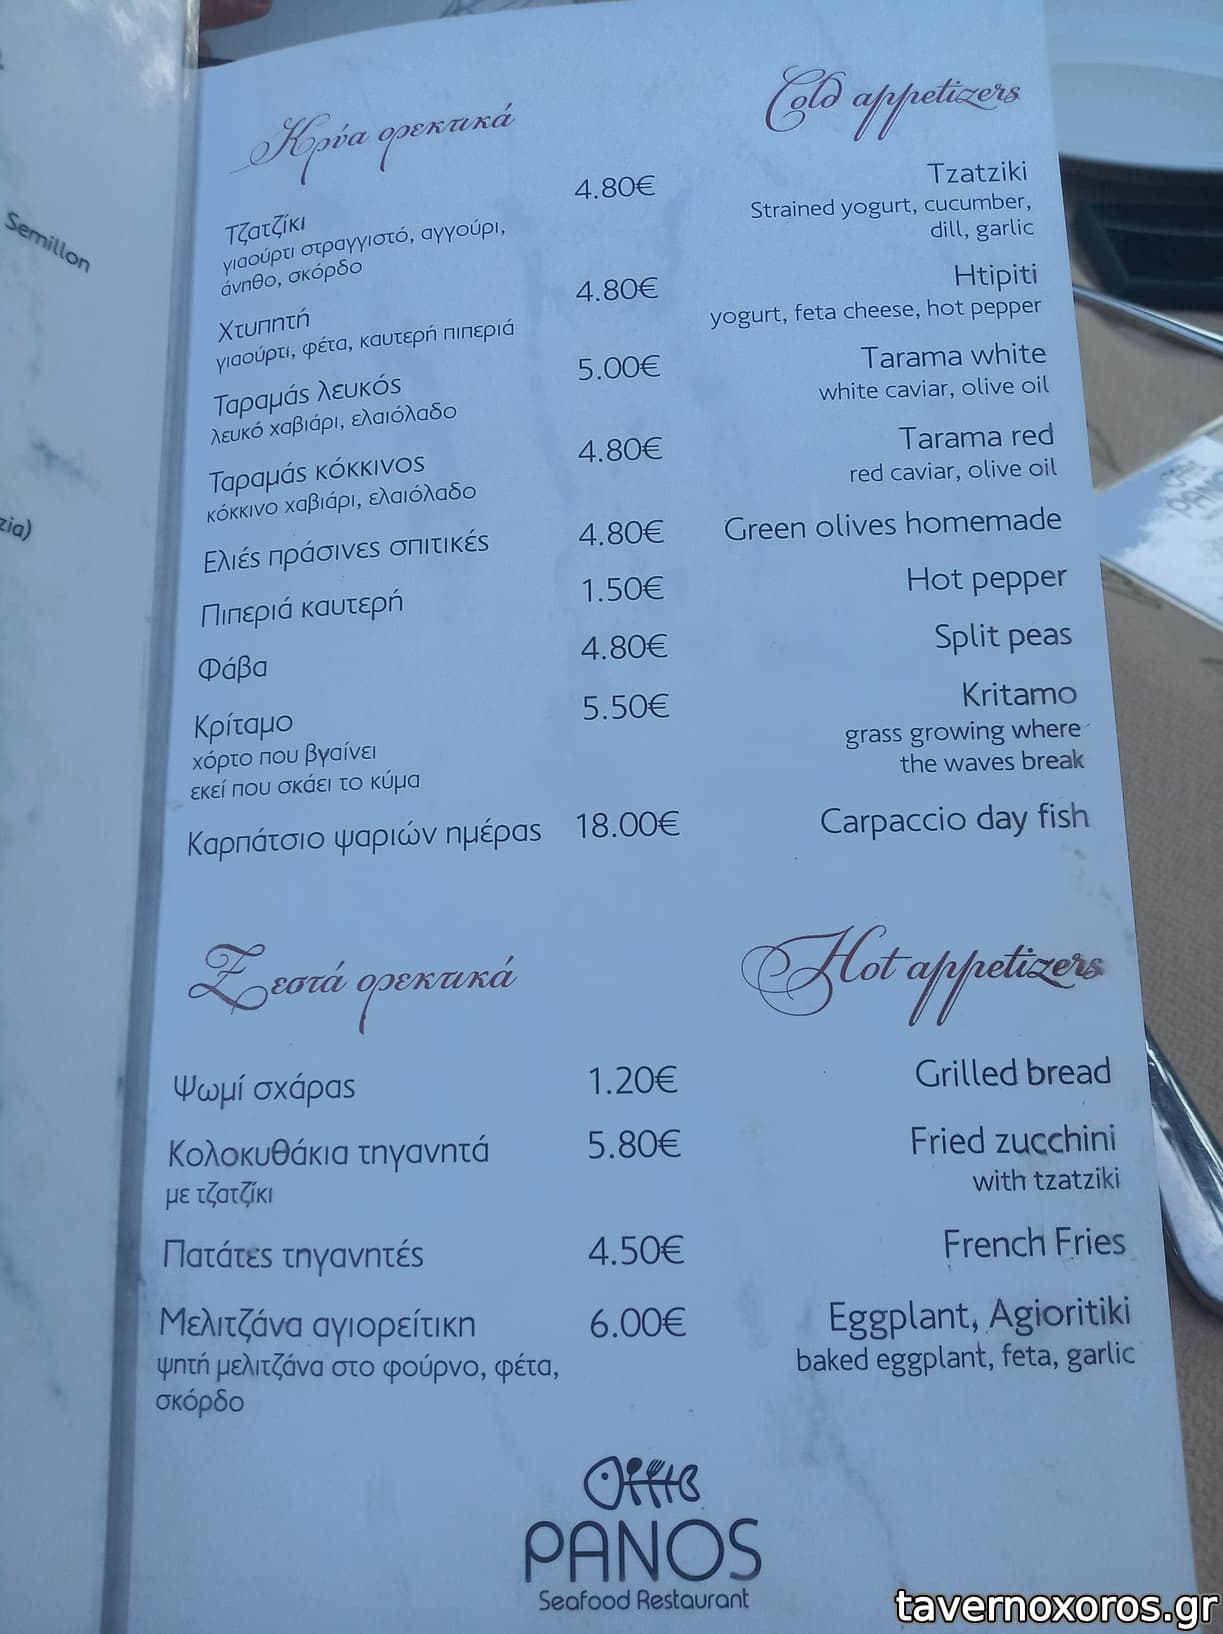 Semillon
zia)
Κρύα ορεκτικά
Cold appetizers
Τζατζίκι 4.80€ Tzatziki
γιαούρτι στραγγιστό, αγγούρι,
άνηθο, σκόρδο
Strained yogurt, cucumber,
dill, garlic
Χτυπητή 4.80€ Htipiti
γιαούρτι, φέτα, καυτερή πιπεριά
yogurt, feta cheese, hot pepper
Ταραμάς λευκός 5.00€ Tarama white
λευκό χαβιάρι, ελαιόλαδο
white caviar, olive oil
Ταραμάς κόκκινος 4.80€ Tarama red
κόκκινο χαβιάρι, ελαιόλαδο
red caviar, olive oil
Ελιές πράσινες σπιτικές 4.80€ Green olives homemade
Πιπεριά καυτερή 1.50€ Hot pepper
Φάβα 4.80€ Split peas
Κρίταμο 5.50€ Kritamo
χόρτο που βγαίνει
εκεί που σκάει το κύμα
grass growing where
the waves break
Καρπάτσιο ψαριών ημέρας 18.00€ Carpaccio day fish
Ζεστά ορεκτικά
Hot appetizers
Ψωμί σχάρας 1.20€ Grilled bread
Κολοκυθάκια τηγανητά 5.80€ Fried zucchini
με τζατζίκι
with tzatziki
Πατάτες τηγανητές 4.50€ French Fries
Μελιτζάνα αγιορείτικη 6.00€ Eggplant, Agioritiki
ψητή μελιτζάνα στο φούρνο, φέτα,
σκόρδο
baked eggplant, feta, garlic
PANOS
Seafood Restaurant
tavernoxoros.gr